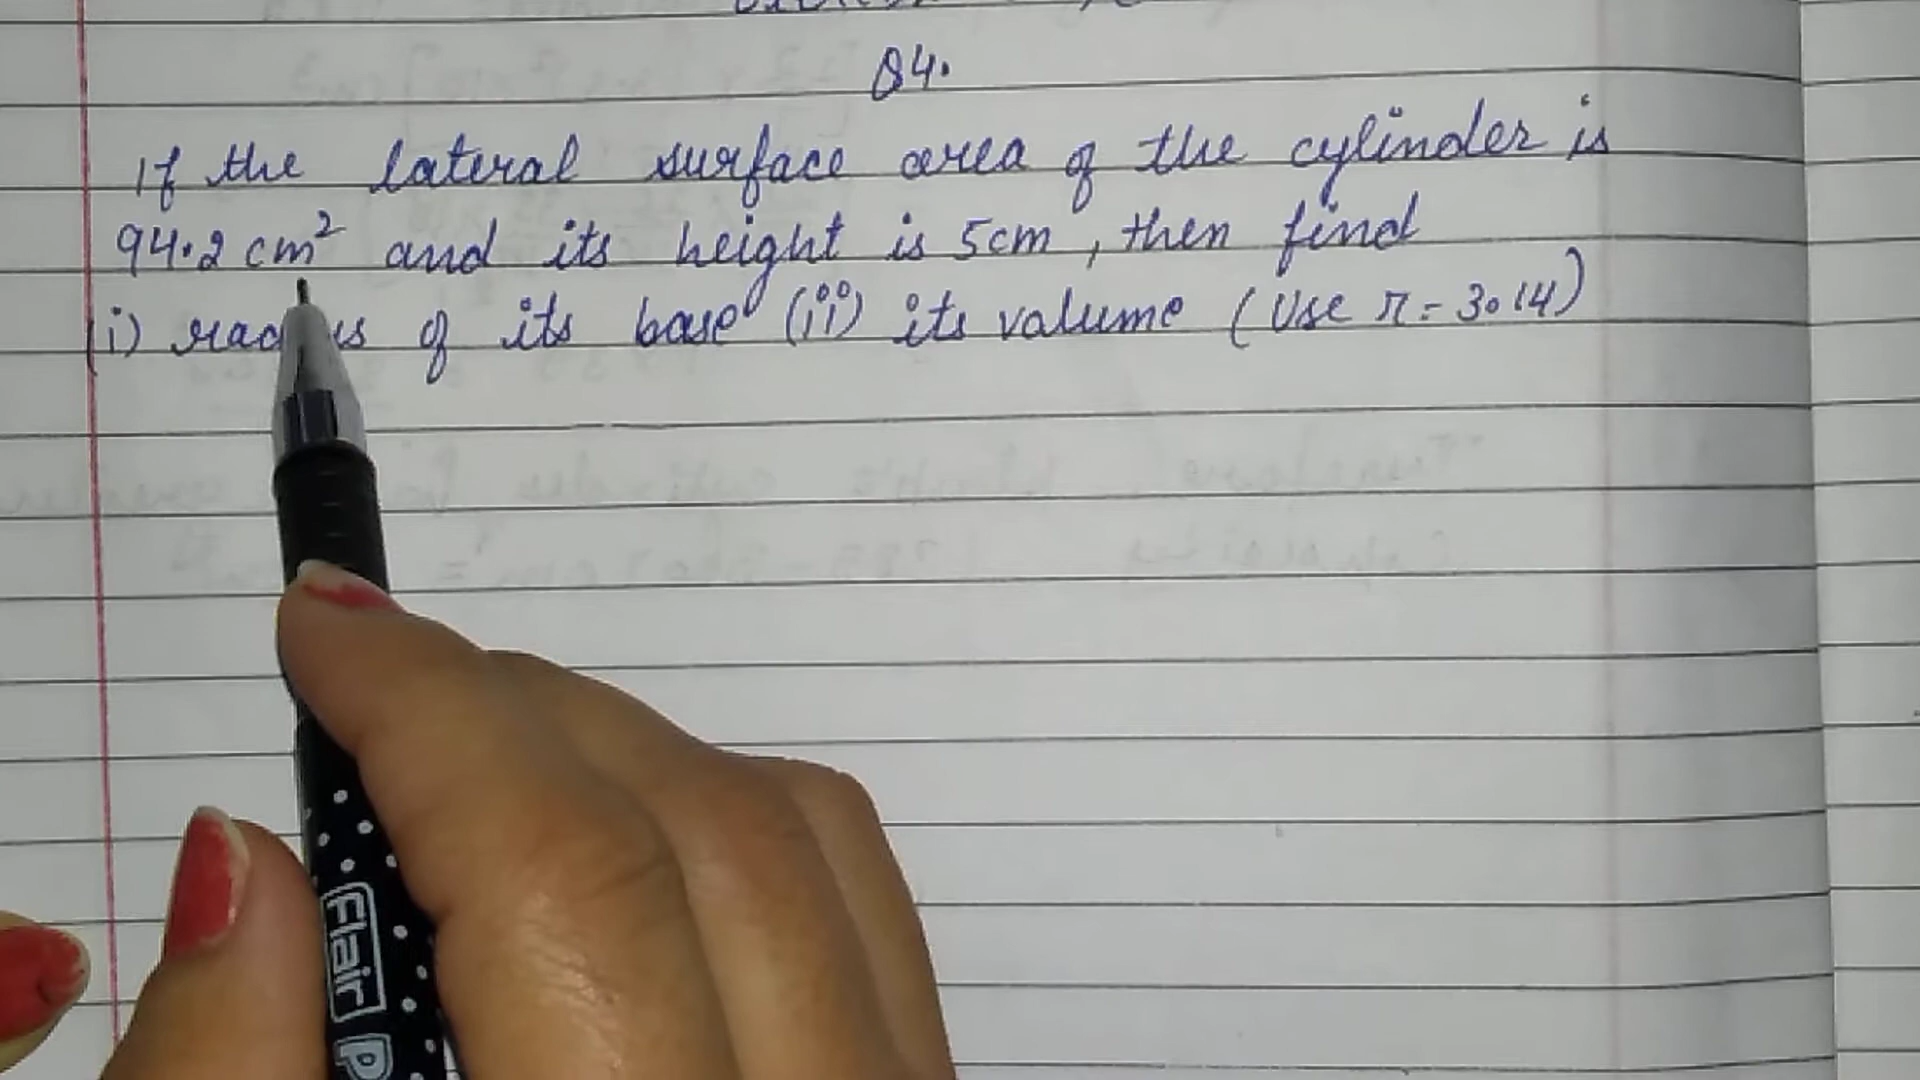 Q4.
If the lateral surface area of the cylinder is
94.2 cm² and its height is 5cm, then find
(i) radius of its base (ii) its valume (Use π = 3.14)
Flair P